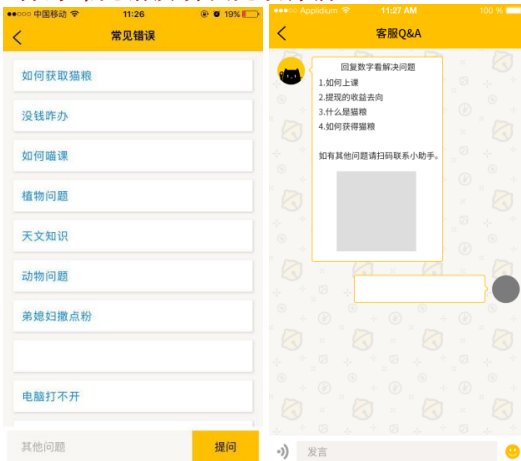 中国移动 11:26 19%
常见错误
如何获取猫粮
没钱咋办
如何喵课
植物问题
天文知识
动物问题
弟媳妇撒点粉
电脑打不开
其他问题 提问
Applidium 11:27 AM 100 %
客服Q&A
回复数字看解决问题
1.如何上课
2.提现的收益去向
3.什么是猫粮
4.如何获得猫粮
如有其他问题请扫码联系小助手。
发言